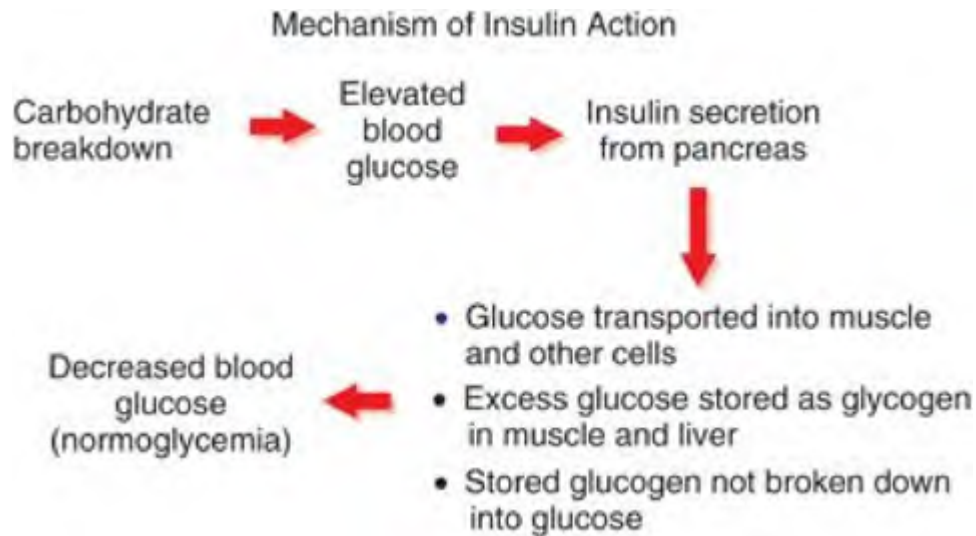 Mechanism of Insulin Action
Carbohydrate
breakdown
Elevated
blood
glucose
Insulin secretion
from pancreas
• Glucose transported into muscle
and other cells
• Excess glucose stored as glycogen
in muscle and liver
• Stored glucogen not broken down
into glucose
Decreased blood
glucose
(normoglycemia)